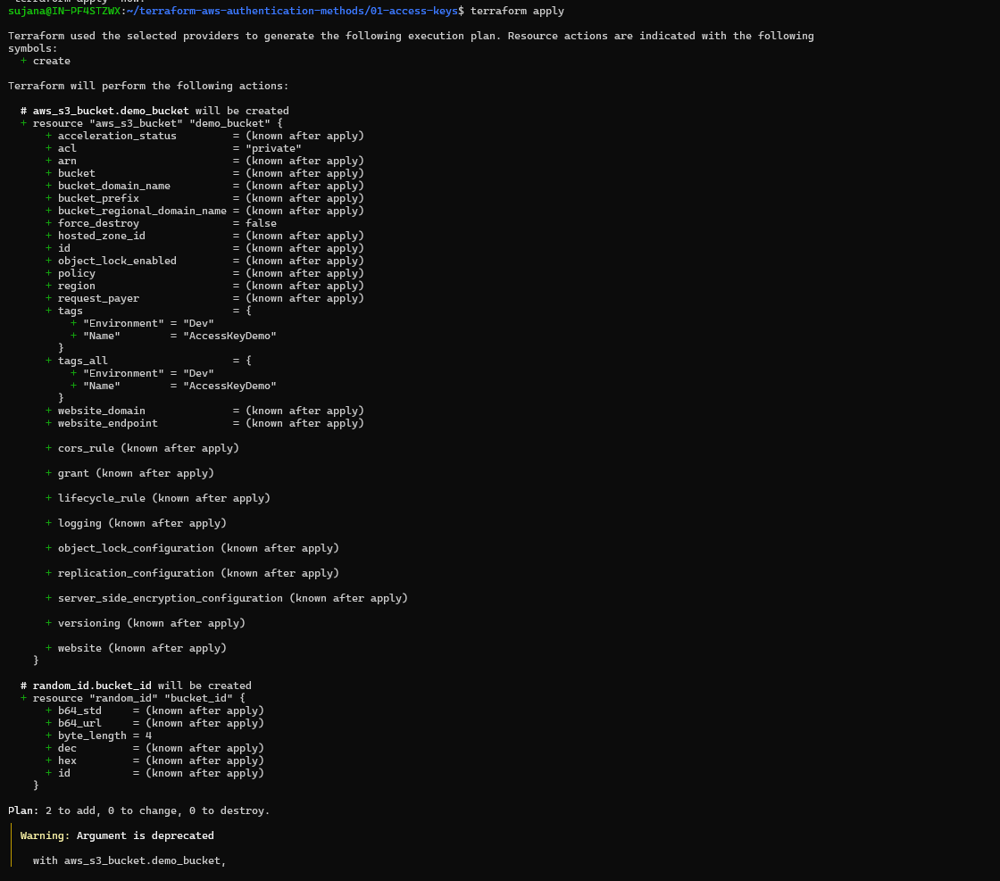 sujana@IN-PF4STZWX:~/terraform-aws-authentication-methods/01-access-keys$ terraform apply
Terraform used the selected providers to generate the following execution plan. Resource actions are indicated with the following
symbols:
  + create
Terraform will perform the following actions:
  # aws_s3_bucket.demo_bucket will be created
  + resource "aws_s3_bucket" "demo_bucket" {
      + acceleration_status         = (known after apply)
      + acl                         = "private"
      + arn                         = (known after apply)
      + bucket                      = (known after apply)
      + bucket_domain_name          = (known after apply)
      + bucket_prefix               = (known after apply)
      + bucket_regional_domain_name = (known after apply)
      + force_destroy               = false
      + hosted_zone_id              = (known after apply)
      + id                          = (known after apply)
      + object_lock_enabled         = (known after apply)
      + policy                      = (known after apply)
      + region                      = (known after apply)
      + request_payer               = (known after apply)
      + tags                        = {
          + "Environment" = "Dev"
          + "Name"        = "AccessKeyDemo"
        }
      + tags_all                    = {
          + "Environment" = "Dev"
          + "Name"        = "AccessKeyDemo"
        }
      + website_domain              = (known after apply)
      + website_endpoint            = (known after apply)
      + cors_rule (known after apply)
      + grant (known after apply)
      + lifecycle_rule (known after apply)
      + logging (known after apply)
      + object_lock_configuration (known after apply)
      + replication_configuration (known after apply)
      + server_side_encryption_configuration (known after apply)
      + versioning (known after apply)
      + website (known after apply)
    }
  # random_id.bucket_id will be created
  + resource "random_id" "bucket_id" {
      + b64_std     = (known after apply)
      + b64_url     = (known after apply)
      + byte_length = 4
      + dec         = (known after apply)
      + hex         = (known after apply)
      + id          = (known after apply)
    }
Plan: 2 to add, 0 to change, 0 to destroy.
Warning: Argument is deprecated
  with aws_s3_bucket.demo_bucket,